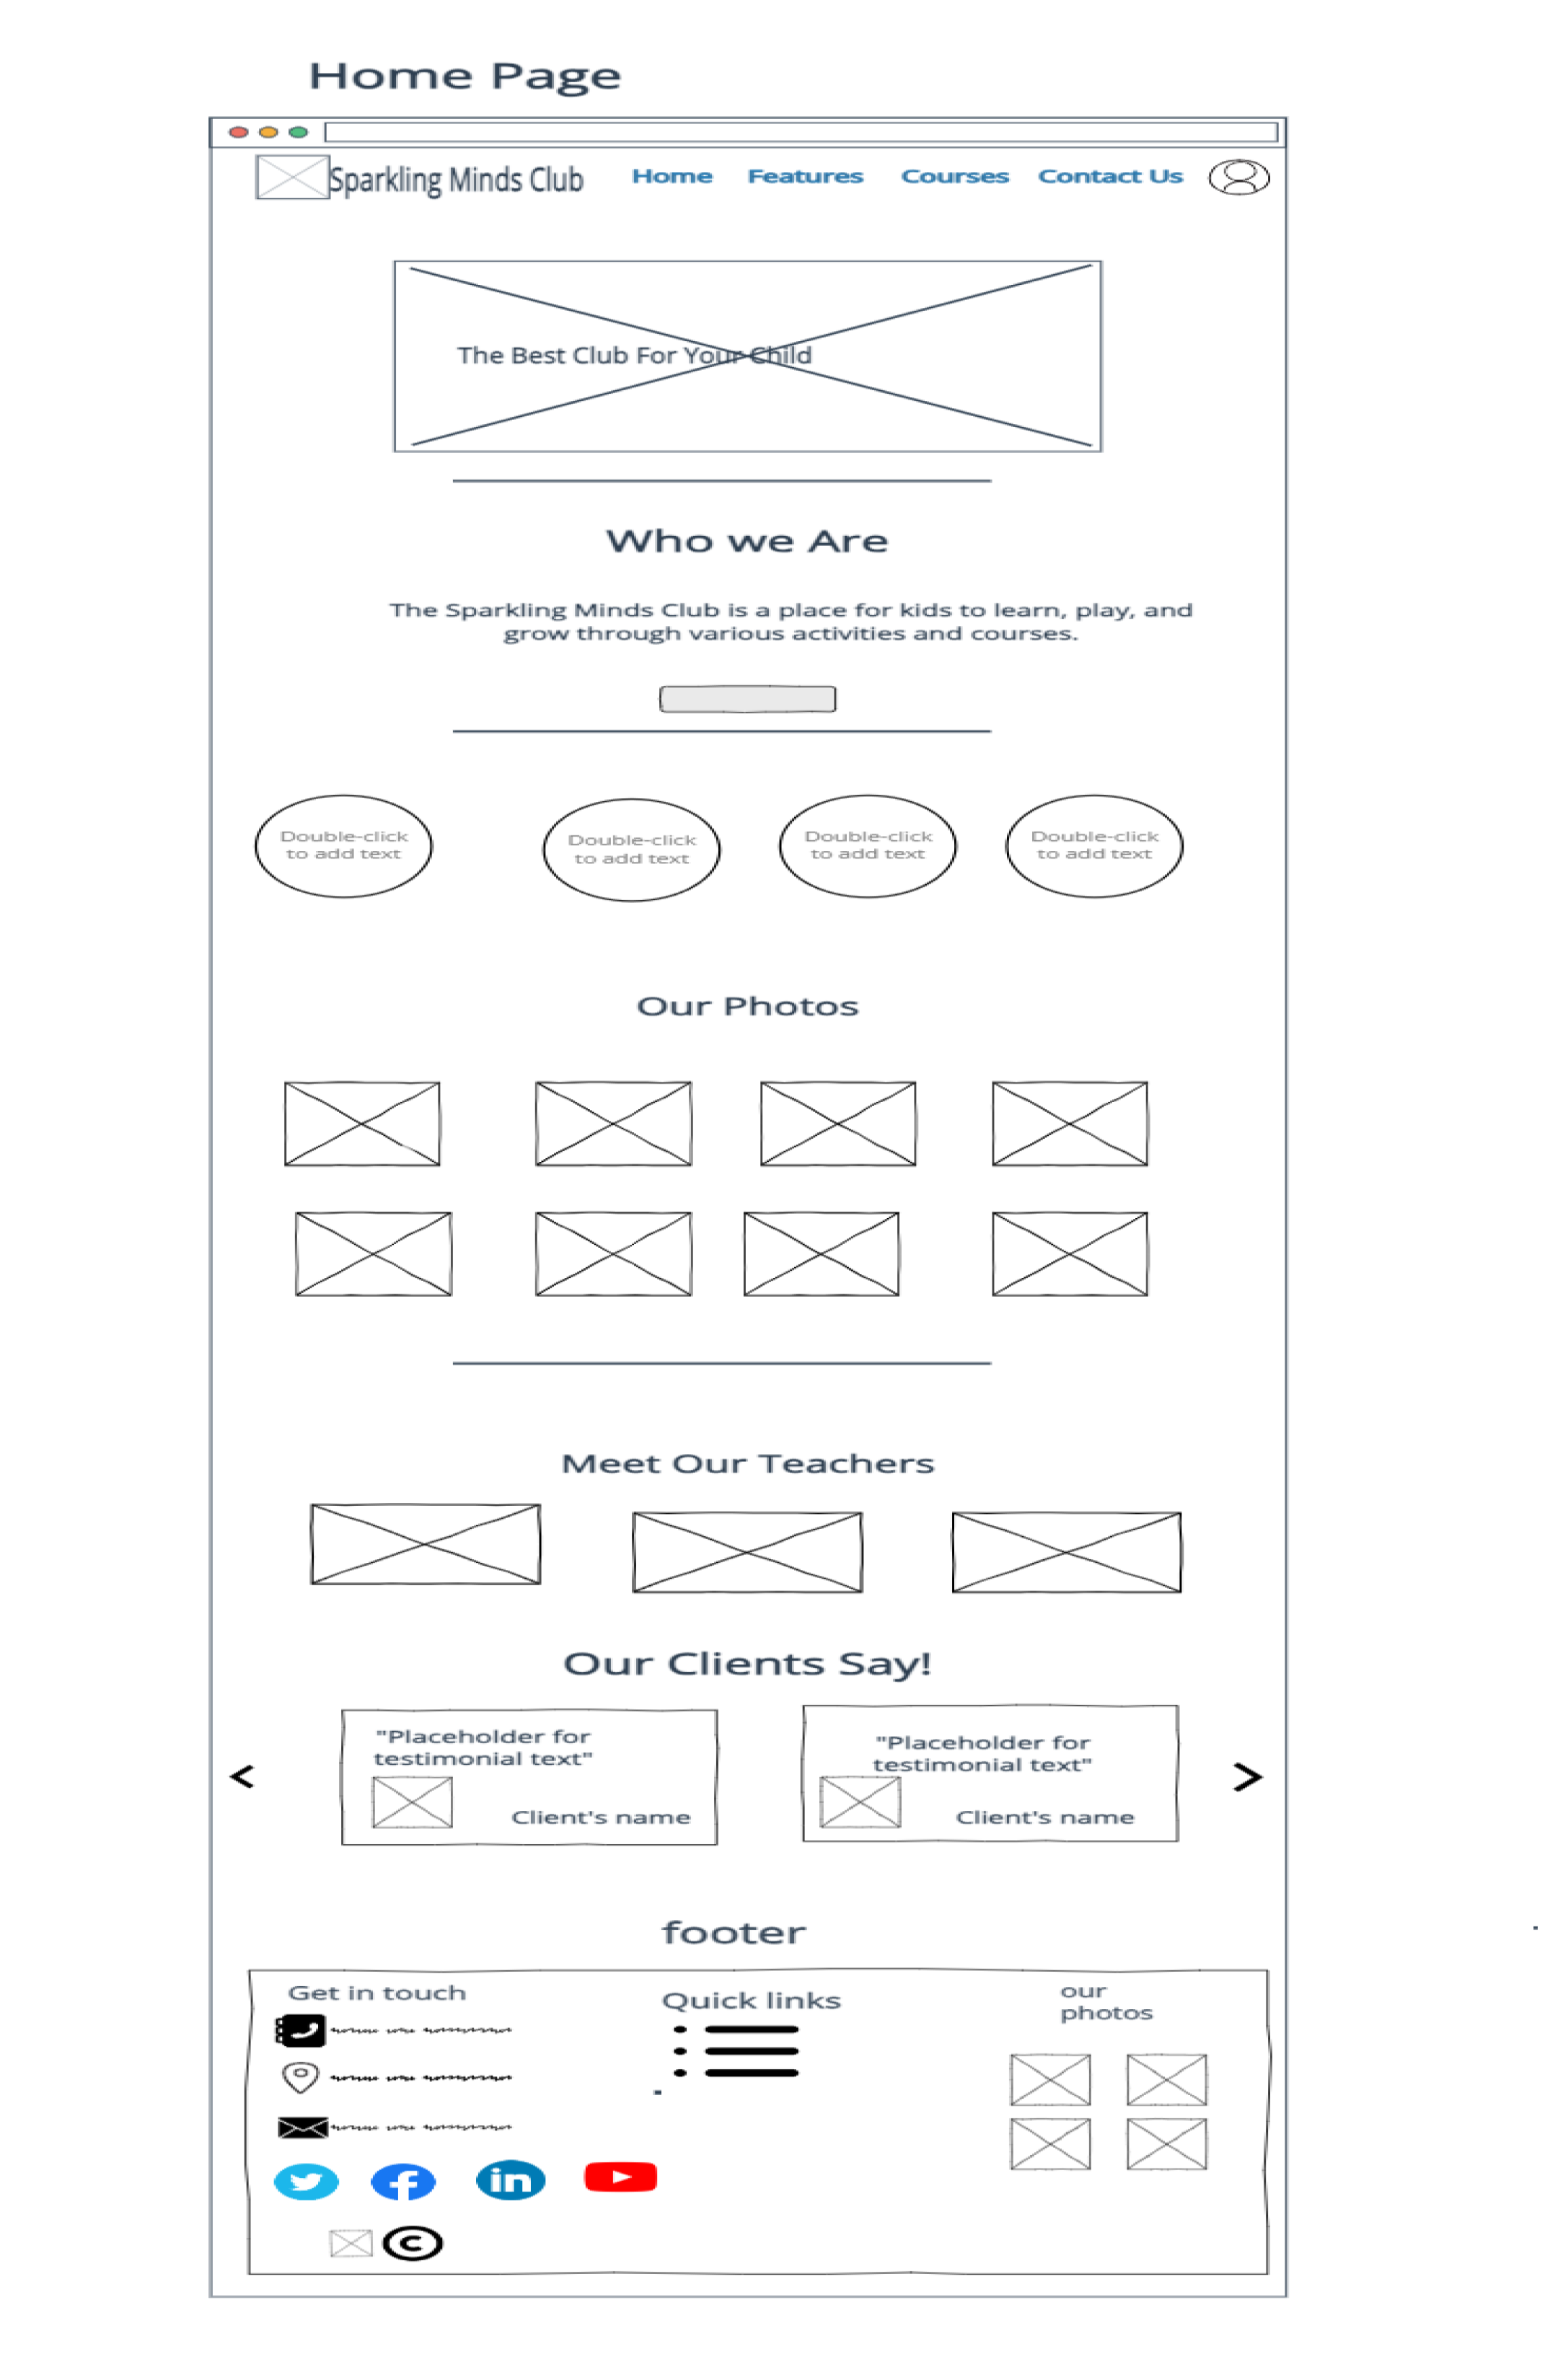 Home Page
Sparkling Minds Club Home Features Courses Contact Us
The Best Club For Your Child
Who we Are
The Sparkling Minds Club is a place for kids to learn, play, and
grow through various activities and courses.
Double-click
to add text
Double-click
to add text
Double-click
to add text
Double-click
to add text
Our Photos
Meet Our Teachers
Our Clients Say!
"Placeholder for
testimonial text"
Client's name
"Placeholder for
testimonial text"
Client's name
footer
Get in touch
Quick links
our
photos